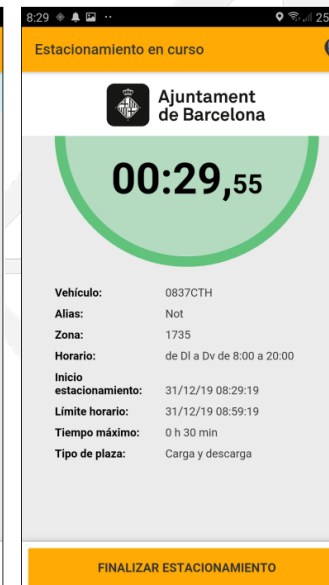 8:29
25
Estacionamiento en curso
Ajuntament
de Barcelona
00:29,55
Vehículo: 0837CTH
Alias: Not
Zona: 1735
Horario: de Dl a Dv de 8:00 a 20:00
Inicio
estacionamiento: 31/12/19 08:29:19
Límite horario: 31/12/19 08:59:19
Tiempo máximo: 0 h 30 min
Tipo de plaza: Carga y descarga
FINALIZAR ESTACIONAMIENTO